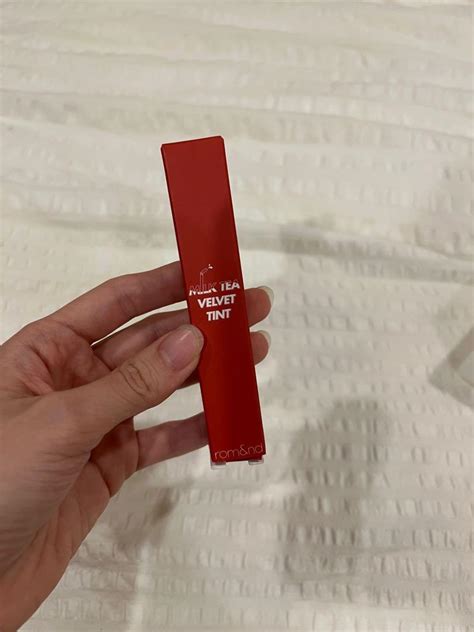 MILK TEA
VELVET
TINT
rom&nd